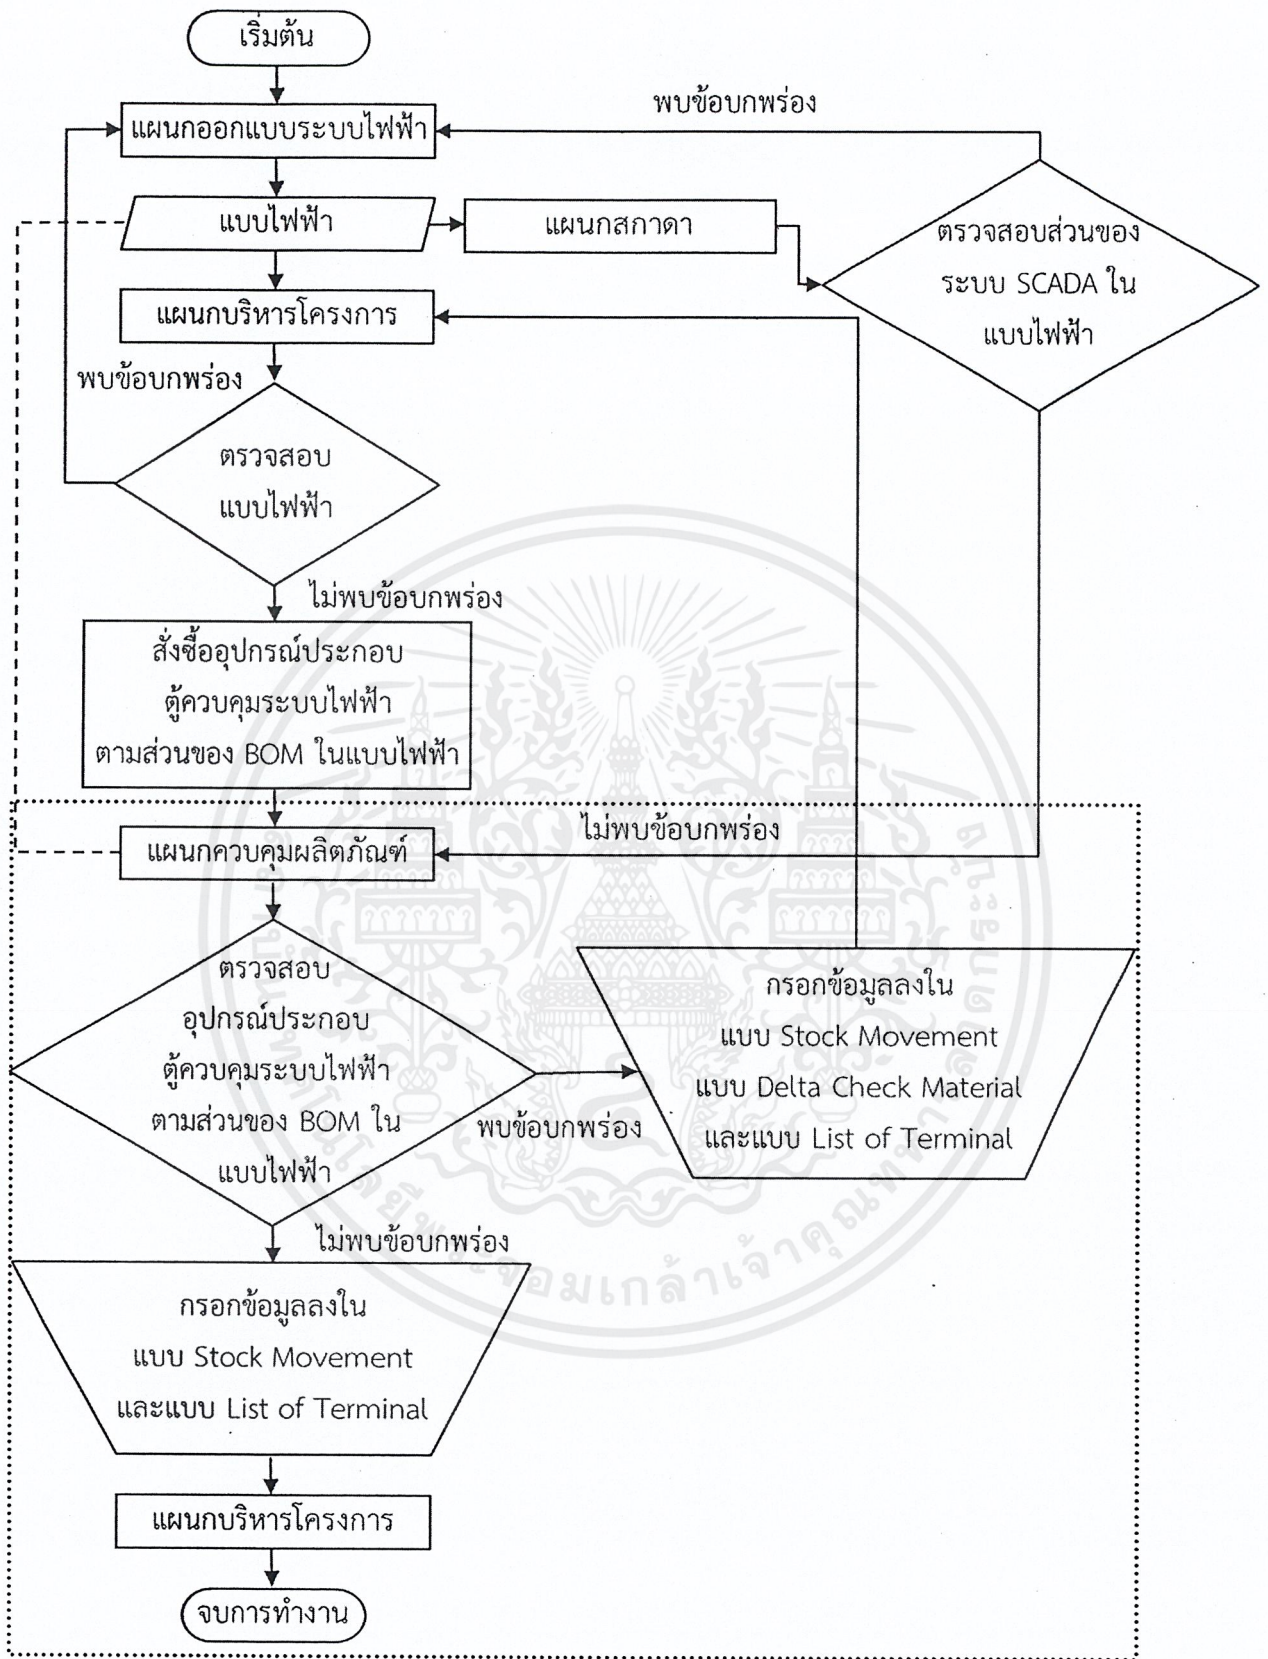 เริ่มต้น
พบข้อบกพร่อง
แผนกออกแบบระบบไฟฟ้า
แบบไฟฟ้า
แผนกสกาดา
ตรวจสอบส่วนของ
ระบบ SCADA ใน
แบบไฟฟ้า
แผนกบริหารโครงการ
พบข้อบกพร่อง
ตรวจสอบ
แบบไฟฟ้า
ไม่พบข้อบกพร่อง
สั่งซื้ออุปกรณ์ประกอบ
ตู้ควบคุมระบบไฟฟ้า
ตามส่วนของ BOM ในแบบไฟฟ้า
ไม่พบข้อบกพร่อง
แผนกควบคุมผลิตภัณฑ์
ตรวจสอบ
อุปกรณ์ประกอบ
ตู้ควบคุมระบบไฟฟ้า
ตามส่วนของ BOM ใน
แบบไฟฟ้า
พบข้อบกพร่อง
กรอกข้อมูลลงใน
แบบ Stock Movement
แบบ Delta Check Material
และแบบ List of Terminal
ไม่พบข้อบกพร่อง
กรอกข้อมูลลงใน
แบบ Stock Movement
และแบบ List of Terminal
แผนกบริหารโครงการ
จบการทำงาน